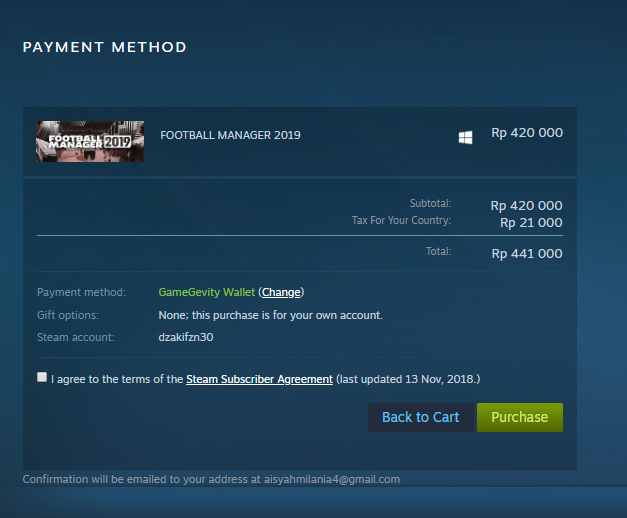 PAYMENT METHOD
FOOTBALL MANAGER 2019
FOOTBALL MANAGER 2019 Rp 420 000
Subtotal: Rp 420 000
Tax For Your Country: Rp 21 000
Total: Rp 441 000
Payment method: GameGevity Wallet (Change)
Gift options: None; this purchase is for your own account.
Steam account: dzakifzn30
I agree to the terms of the Steam Subscriber Agreement (last updated 13 Nov, 2018.)
Back to Cart Purchase
Confirmation will be emailed to your address at aisyahmilania4@gmail.com